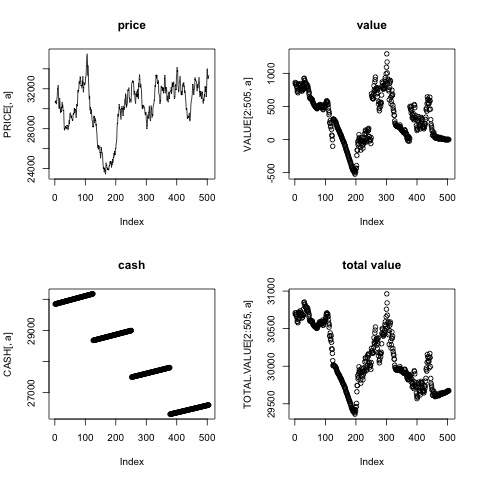 price
PRICE[, a]
24000 28000 32000
0 100 200 300 400 500
Index
value
VALUE[2:505, a]
-500 0 500 1000
0 100 200 300 400 500
Index
cash
CASH[, a]
27000 29000
0 100 200 300 400 500
Index
total value
TOTAL.VALUE[2:505, a]
29500 30500 31000
0 100 200 300 400 500
Index